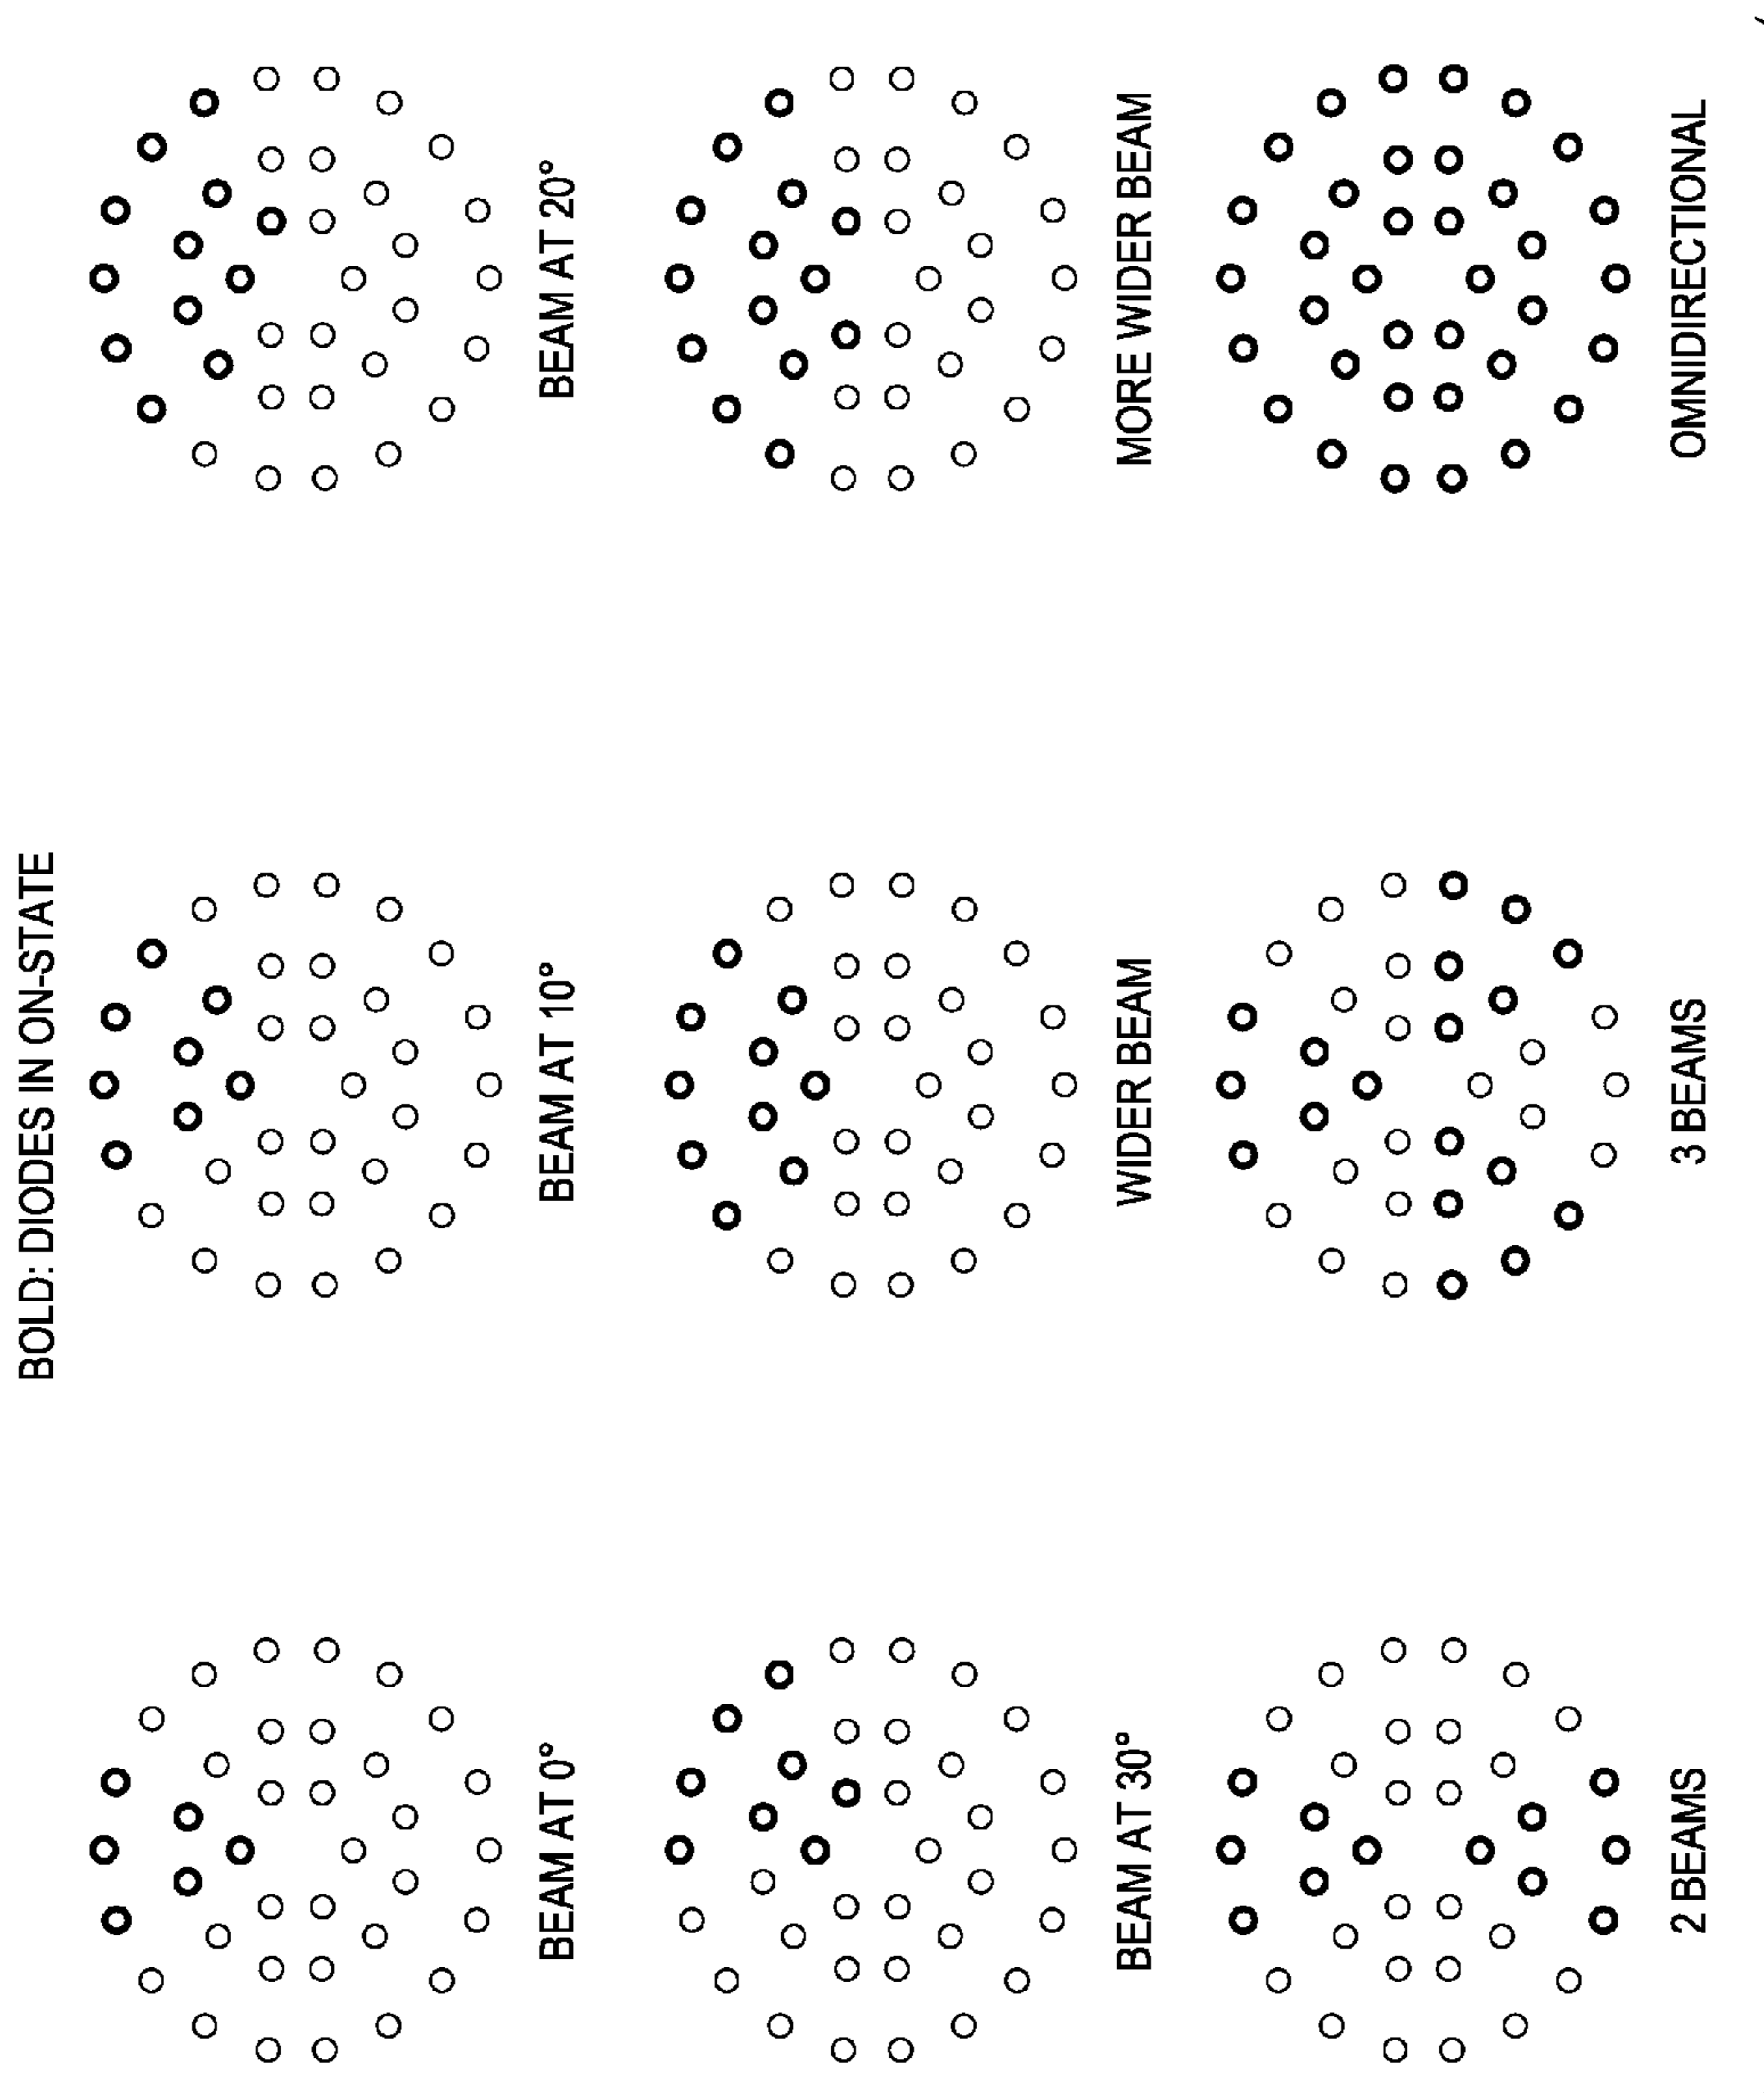 BOLD: DIODES IN ON-STATE
BEAM AT 0°
BEAM AT 10°
BEAM AT 20°
BEAM AT 30°
WIDER BEAM
MORE WIDER BEAM
2 BEAMS
3 BEAMS
OMNIDIRECTIONAL